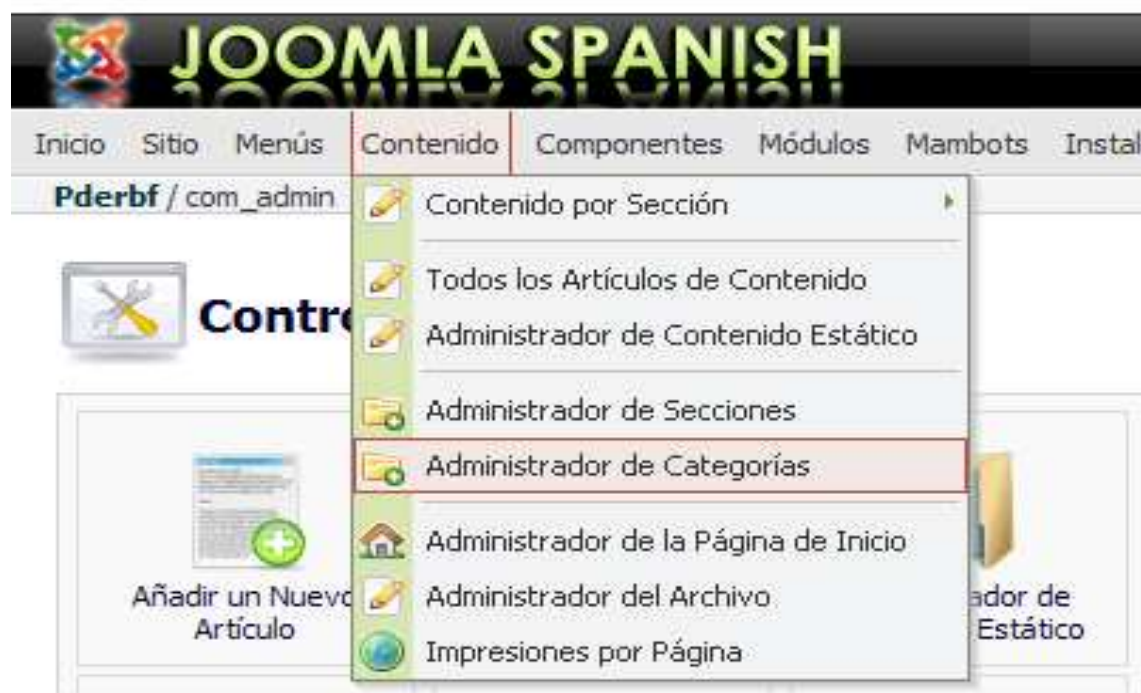 JOOMLA SPANISH
Inicio Sitio Menús Contenido Componentes Módulos Mambots Instal
Pderbf / com_admin
Contenido por Sección
Todos los Artículos de Contenido
Contro
Administrador de Contenido Estático
Administrador de Secciones
Administrador de Categorías
Administrador de la Página de Inicio
Administrador del Archivo
Impresiones por Página
Añadir un Nuevo
Artículo
ador de
Estático